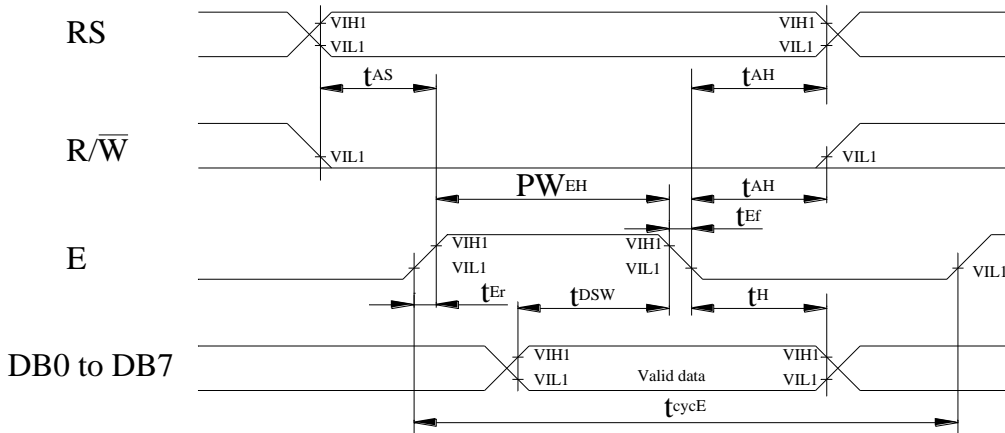 RS
VIH1
VIL1
VIH1
VIL1
tAS
tAH
R/W̅
VIL1
VIL1
PWEH
tAH
tEf
E
VIH1
VIL1
VIH1
VIL1
VIL1
tEr
tDSW
tH
DB0 to DB7
VIH1
VIL1
Valid data
VIH1
VIL1
tcycE